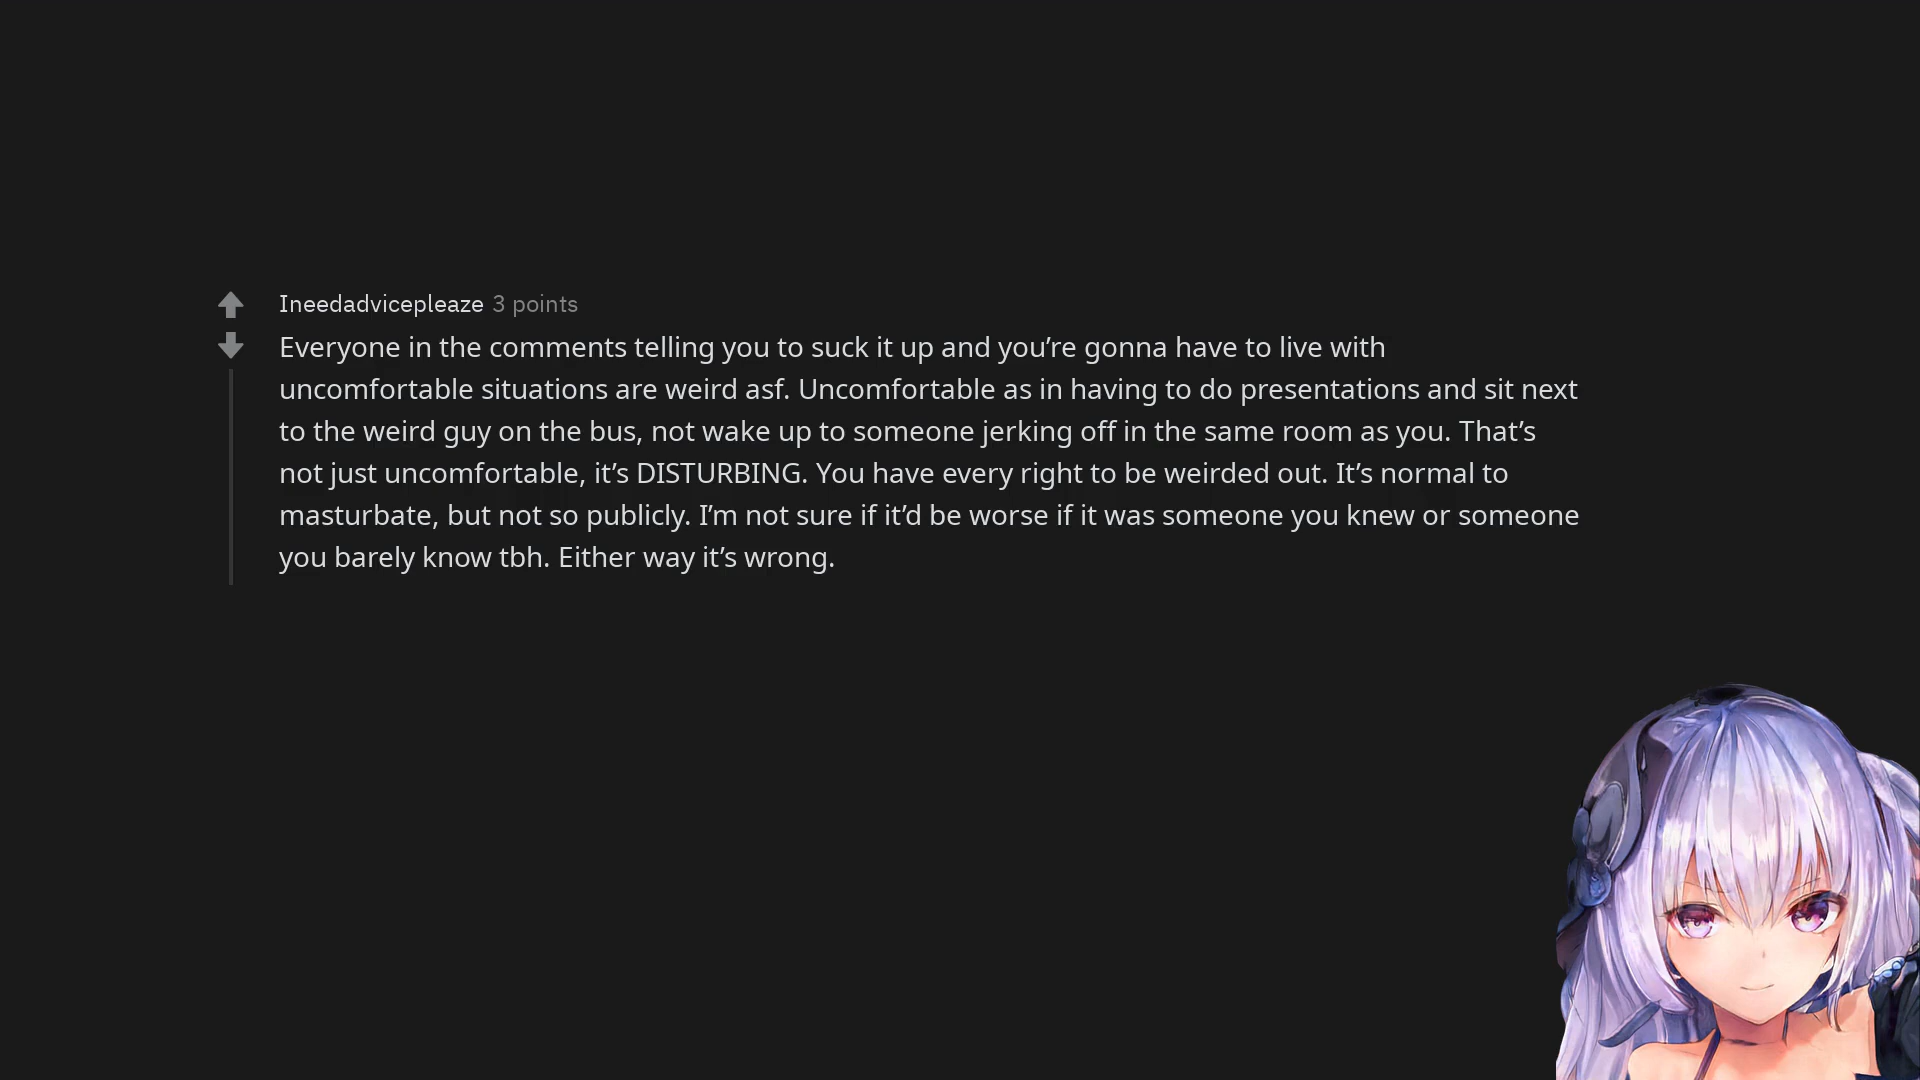 Ineedadvicepleaze 3 points
Everyone in the comments telling you to suck it up and you’re gonna have to live with
uncomfortable situations are weird asf. Uncomfortable as in having to do presentations and sit next
to the weird guy on the bus, not wake up to someone jerking off in the same room as you. That’s
not just uncomfortable, it’s DISTURBING. You have every right to be weirded out. It’s normal to
masturbate, but not so publicly. I’m not sure if it’d be worse if it was someone you knew or someone
you barely know tbh. Either way it’s wrong.